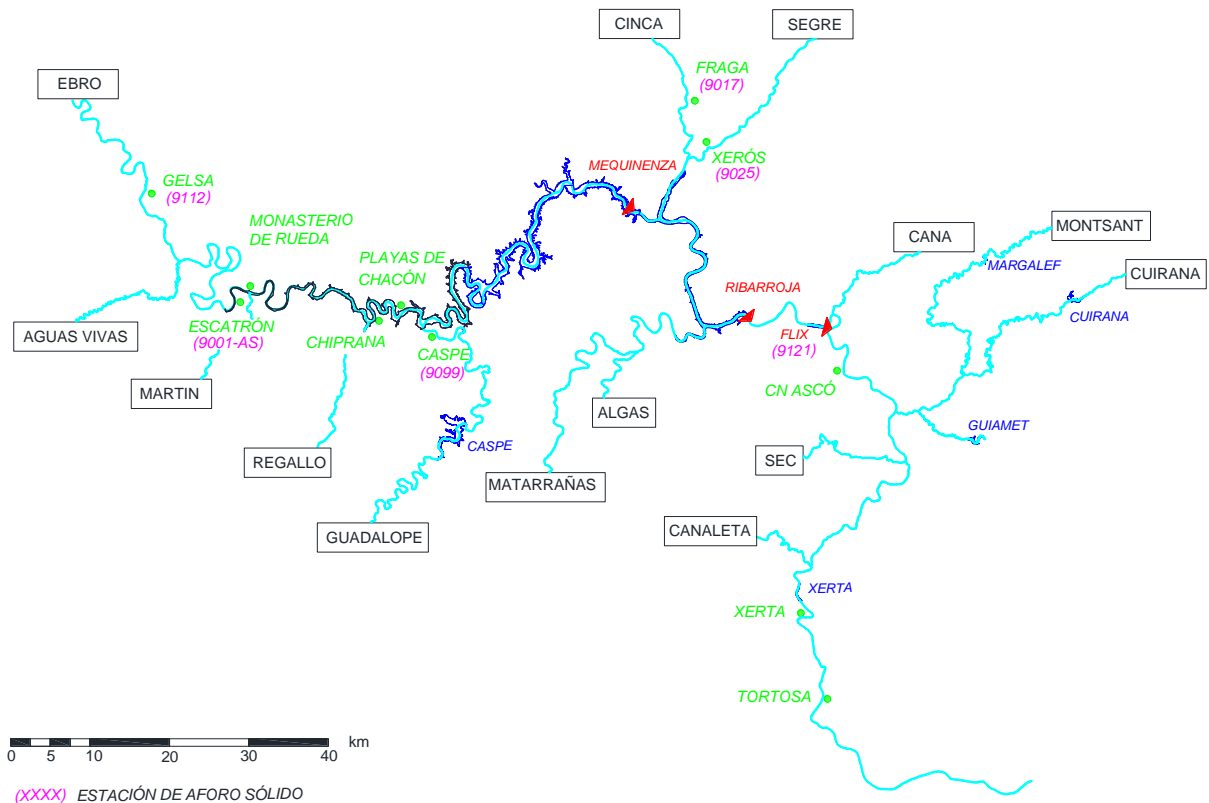 CINCA
SEGRE
EBRO
FRAGA
(9017)
MEQUINENZA
XERÓS
(9025)
GELSA
(9112)
MONASTERIO
DE RUEDA
PLAYAS DE
CHACÓN
CANA
MONTSANT
MARGALEF
CUIRANA
CUIRANA
RIBARROJA
AGUAS VIVAS
ESCATRÓN
(9001-AS)
CHIPRANA
CASPE
(9099)
FLIX
(9121)
MARTIN
CN ASCÓ
ALGAS
GUIAMET
CASPE
REGALLO
SEC
MATARRAÑAS
GUADALOPE
CANALETA
XERTA
XERTA
TORTOSA
km
0 5 10 20 30 40
(XXXX) ESTACIÓN DE AFORO SÓLIDO